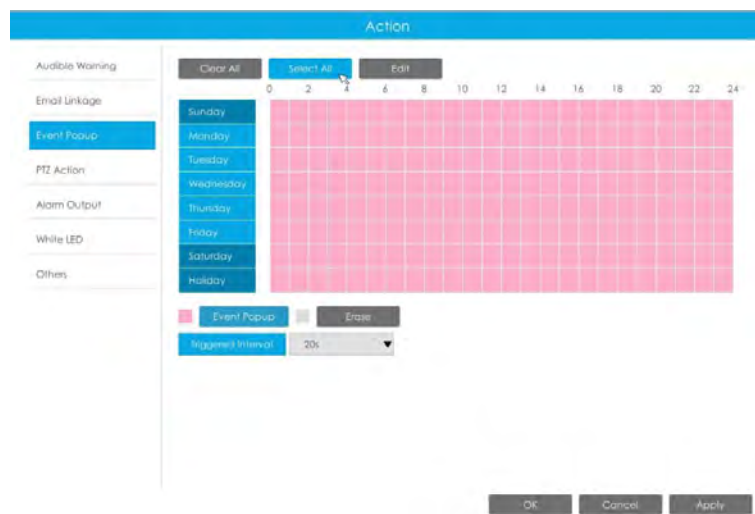 Action
Audible Warning
Email Linkage
Event Popup
PTZ Action
Alarm Output
White LED
Others
Clear All Select All Edit
0 2 4 6 8 10 12 14 16 18 20 22 24
Sunday
Monday
Tuesday
Wednesday
Thursday
Friday
Saturday
Holiday
Event Popup Erase
Triggered Interval 20s
OK Cancel Apply